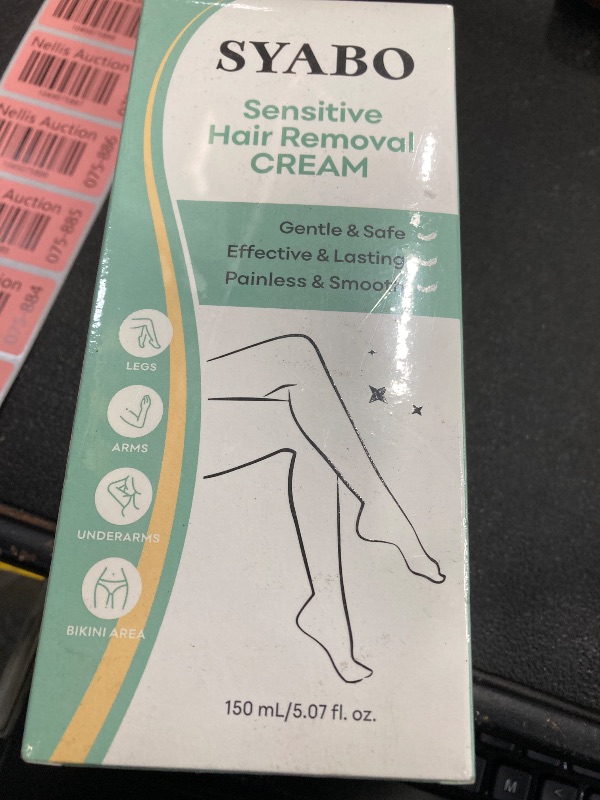 Nellis Auction
Nellis Auction
075-886
075-885
075-884
SYABO
Sensitive
Hair Removal
CREAM
Gentle & Safe
Effective & Lasting
Painless & Smooth
LEGS
ARMS
UNDERARMS
BIKINI AREA
150 mL/5.07 fl. oz.
M
<